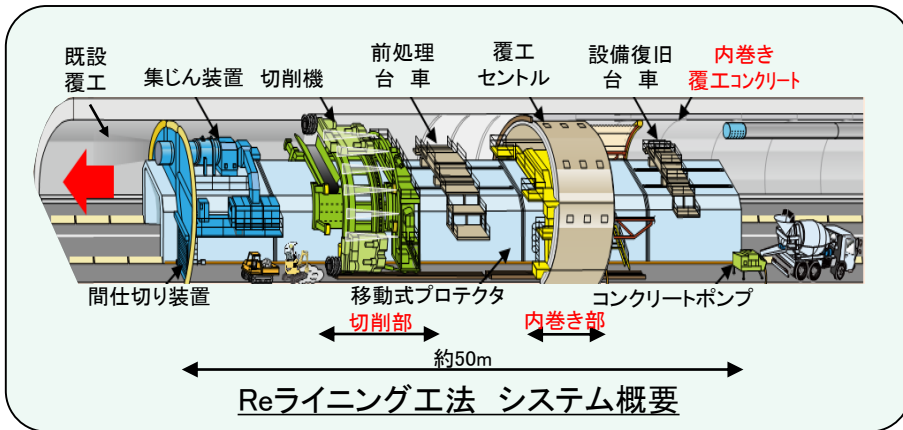 既設
覆工
集じん装置
切削機
前処理
台　車
覆工
セントル
設備復旧
台　車
内巻き
覆工コンクリート
間仕切り装置
移動式プロテクタ
コンクリートポンプ
切削部
内巻き部
約50m
Reライニング工法　システム概要